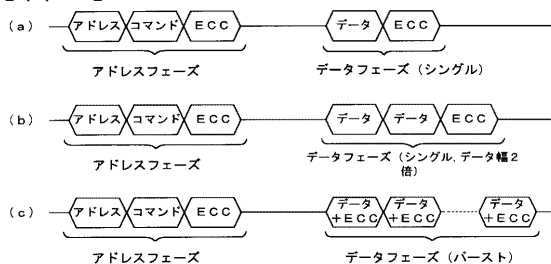 (a) アドレス コマンド ECC データ ECC
アドレスフェーズ データフェーズ(シングル)
(b) アドレス コマンド ECC データ データ ECC
アドレスフェーズ データフェーズ(シングル,データ幅2
倍)
(c) アドレス コマンド ECC データ データ データ
+ECC +ECC +ECC
アドレスフェーズ データフェーズ(バースト)